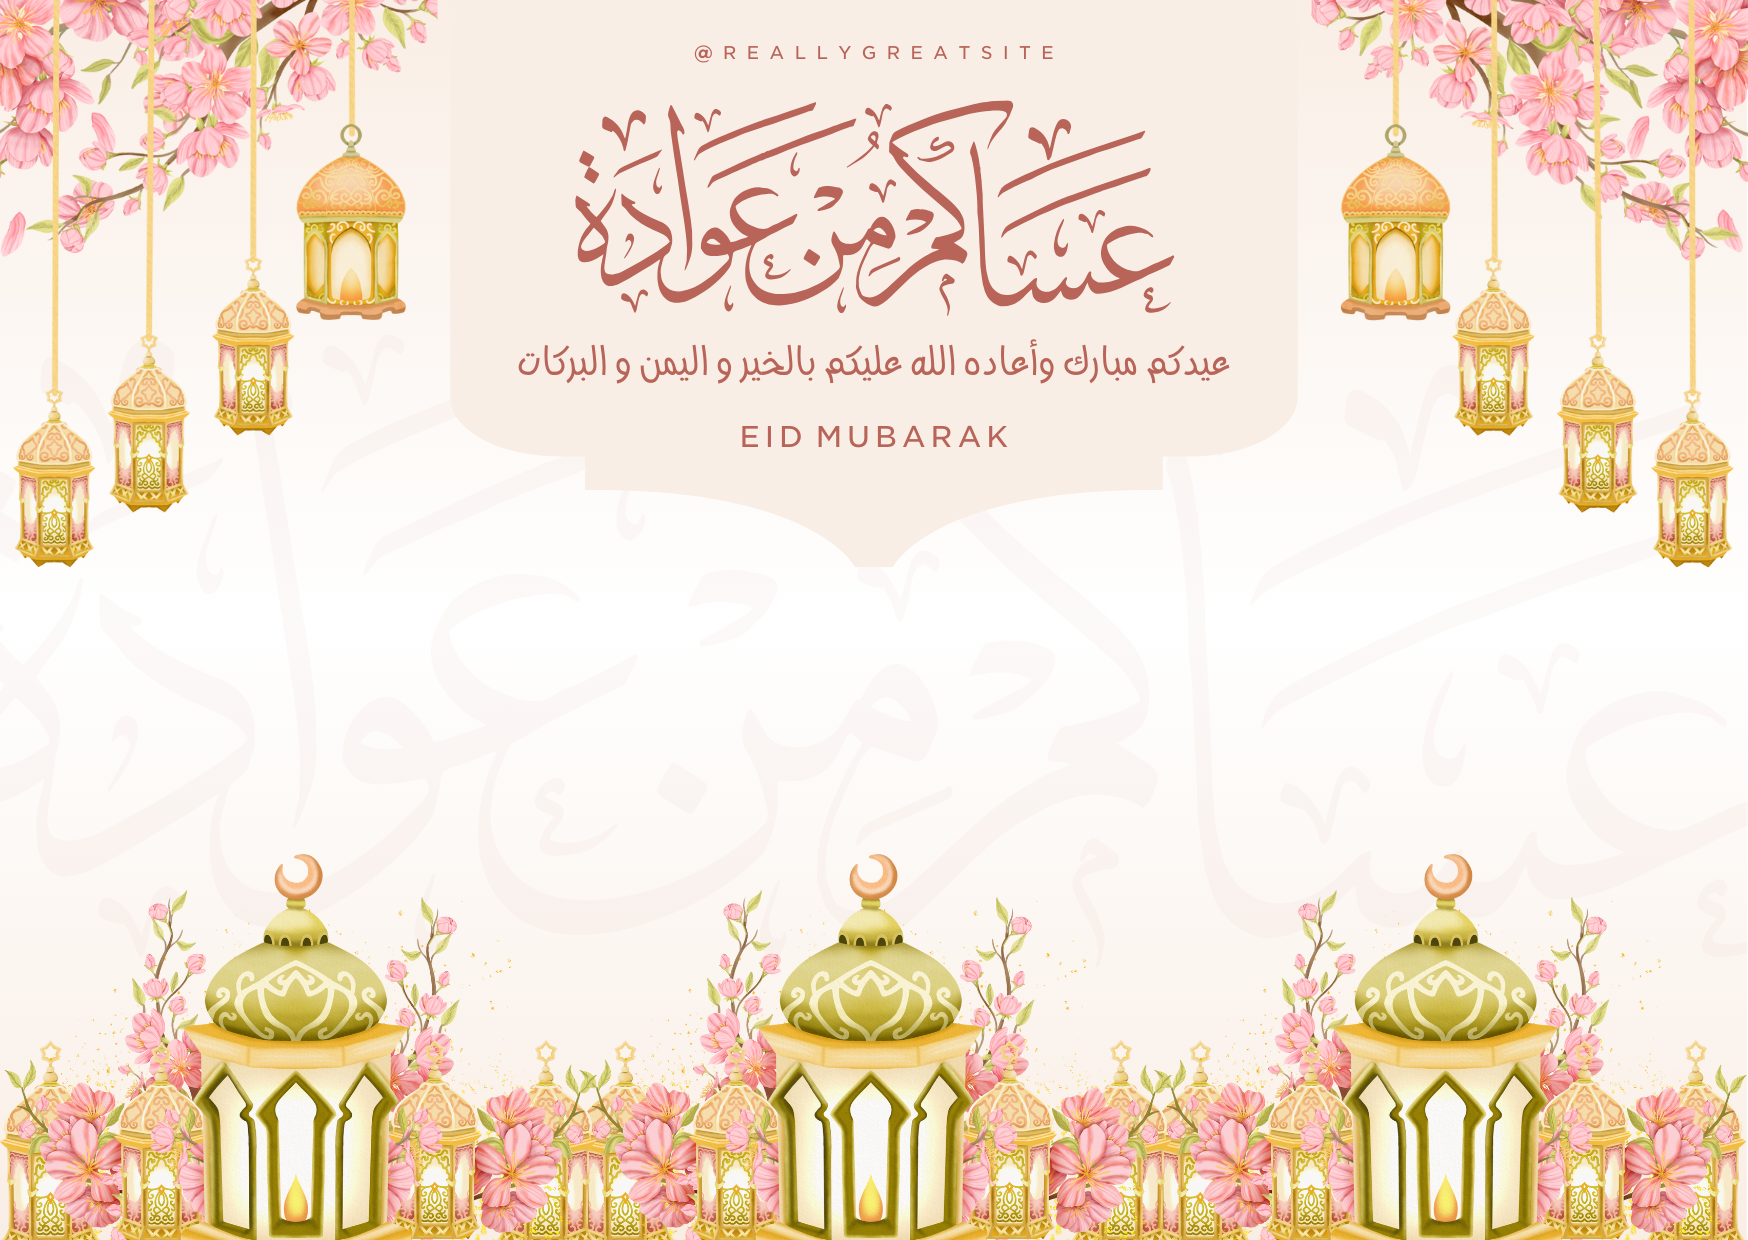 @REALLYGREATSITE
عساكم من عواده
عيدكم مبارك وأعاده الله عليكم بالخير و اليمن و البركات
EID MUBARAK